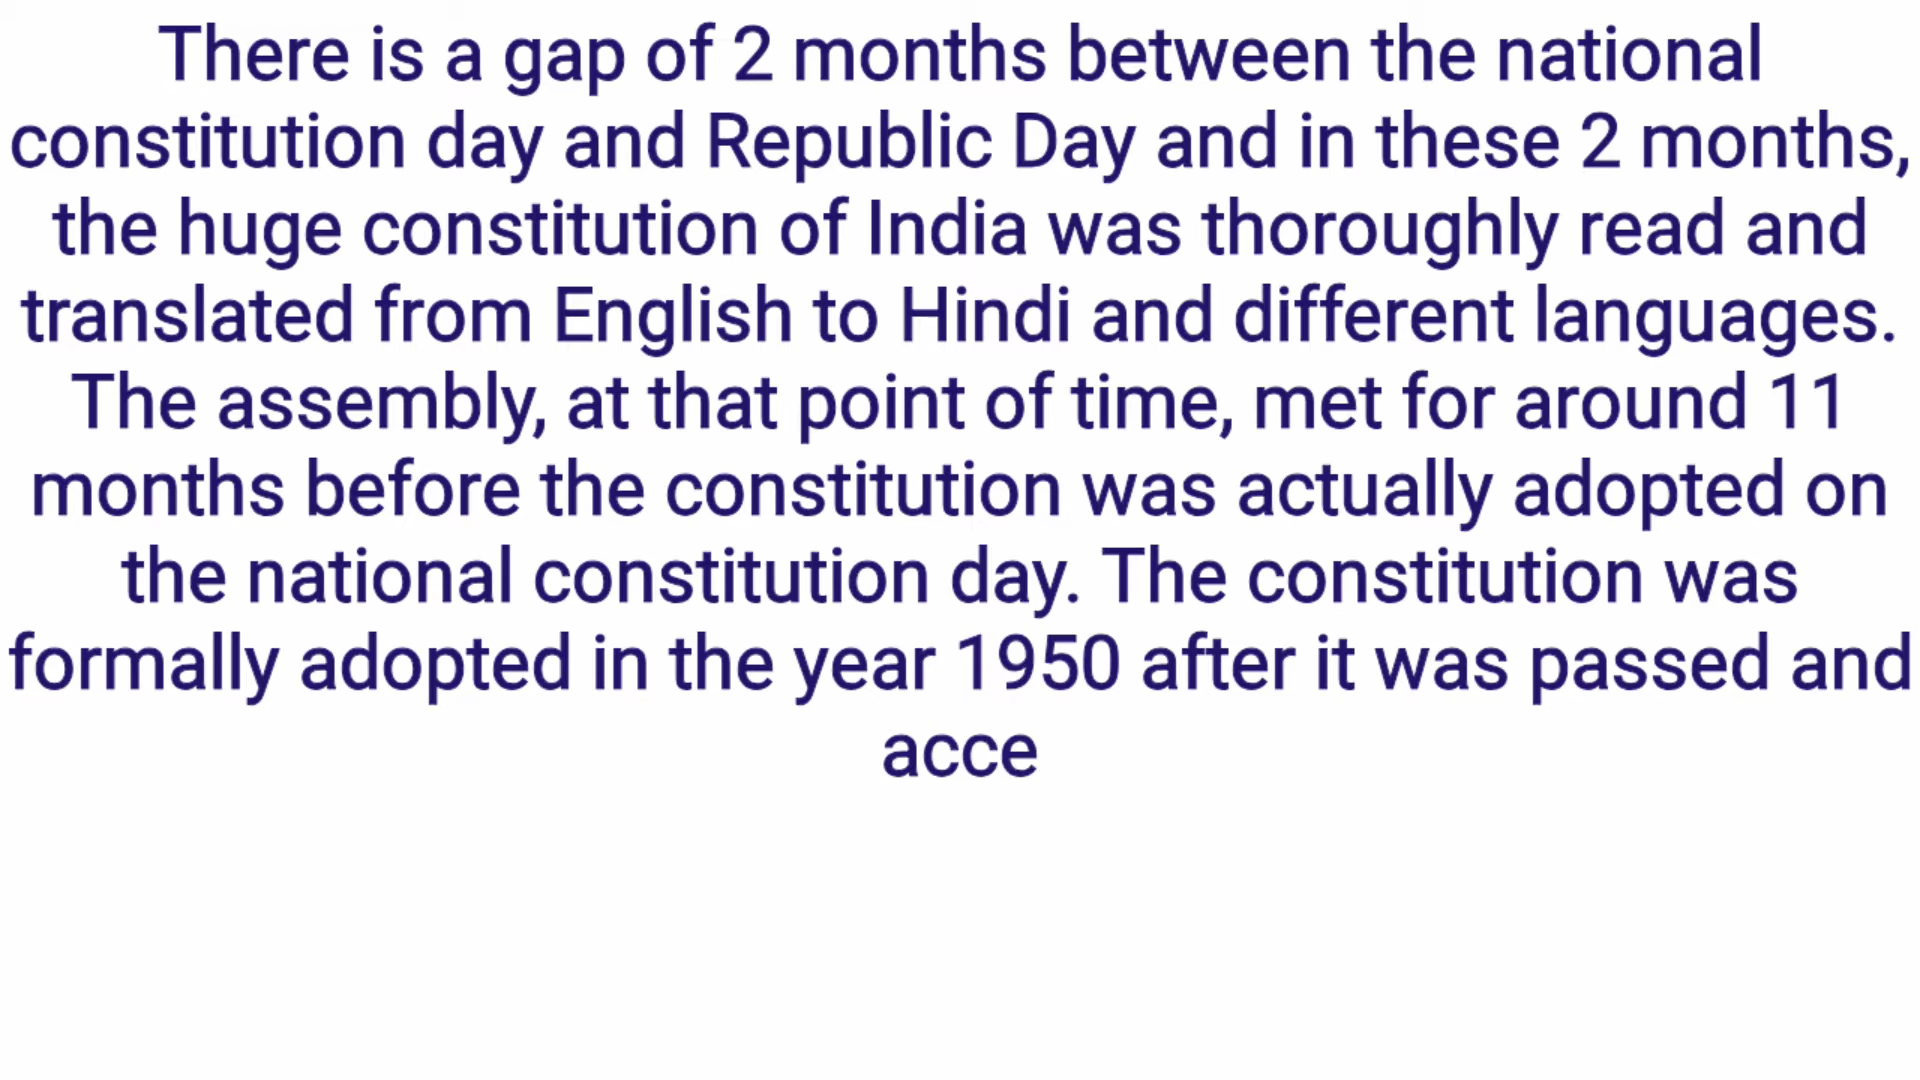 There is a gap of 2 months between the national
constitution day and Republic Day and in these 2 months,
the huge constitution of India was thoroughly read and
translated from English to Hindi and different languages.
The assembly, at that point of time, met for around 11
months before the constitution was actually adopted on
the national constitution day. The constitution was
formally adopted in the year 1950 after it was passed and
acce